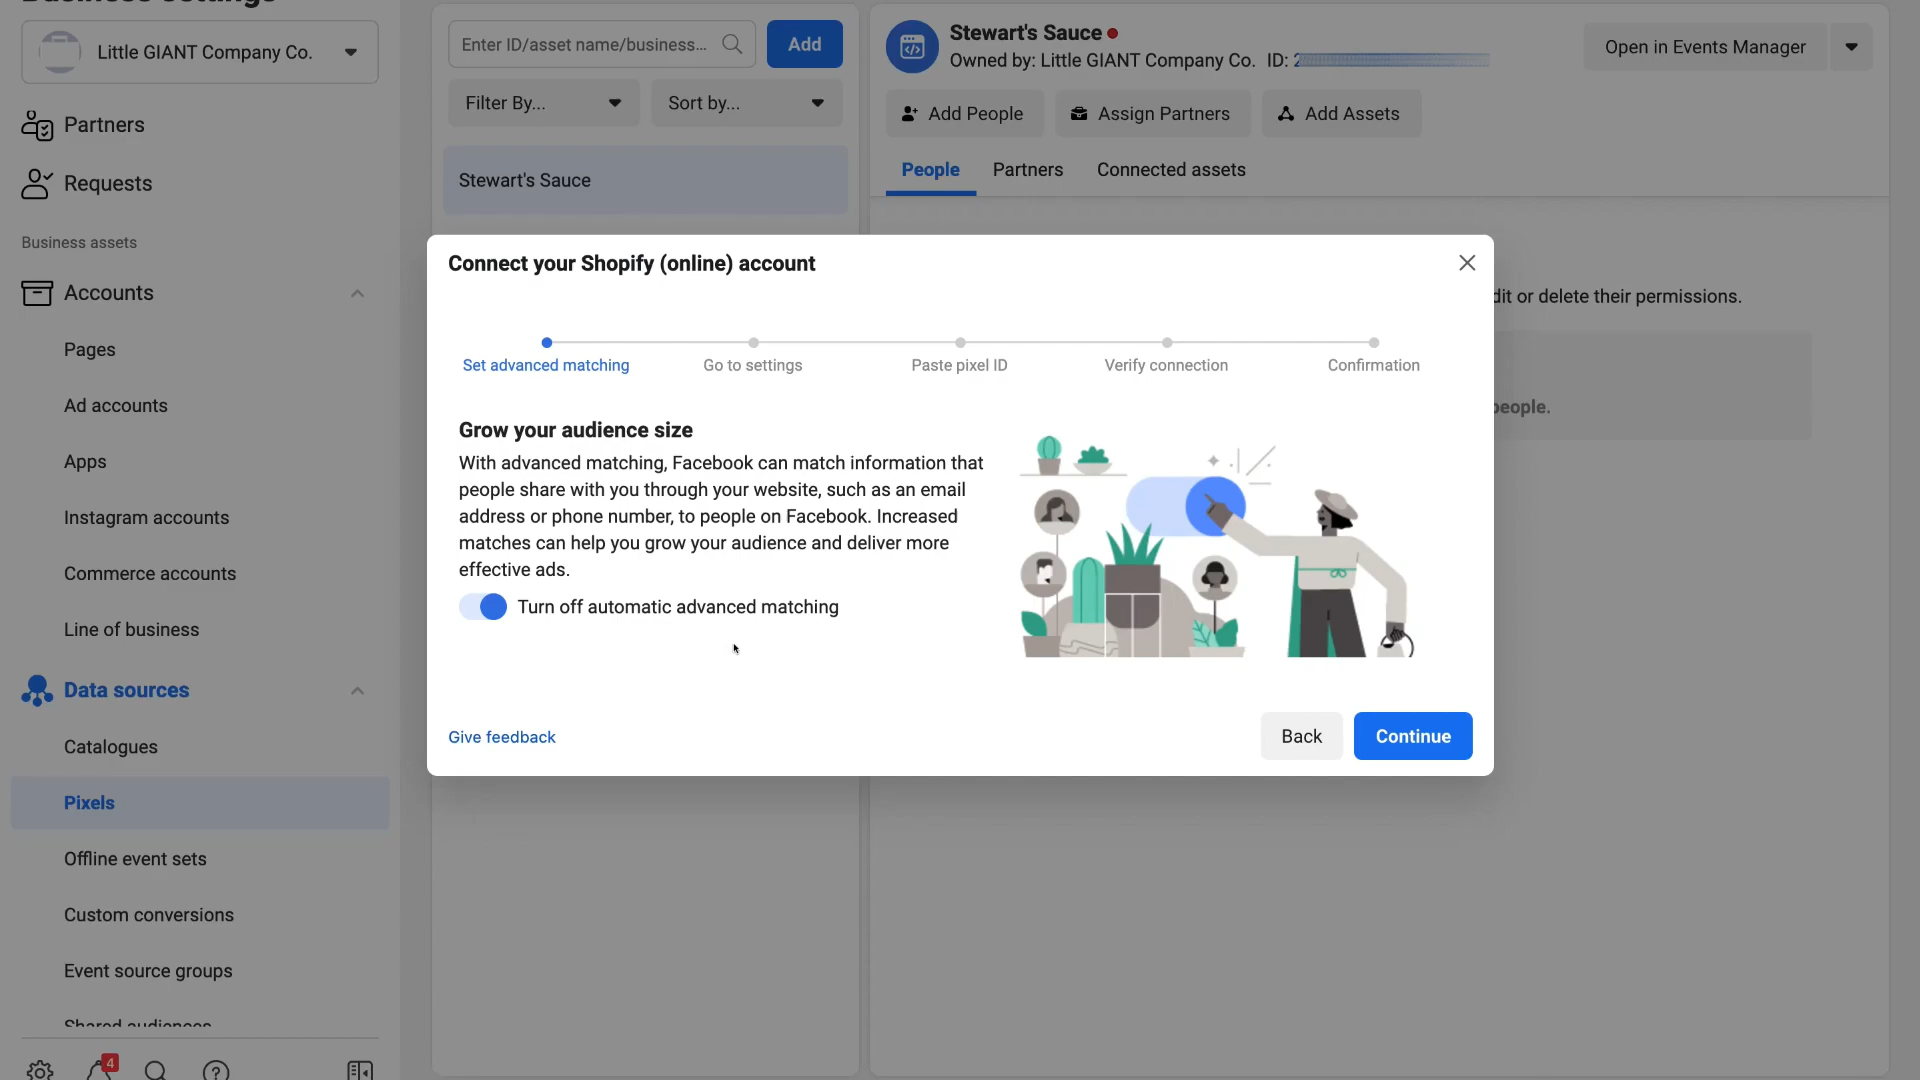 Business settings
Little GIANT Company Co.
Partners
Requests
Business assets
Accounts
Pages
Ad accounts
Apps
Instagram accounts
Commerce accounts
Line of business
Data sources
Catalogues
Pixels
Offline event sets
Custom conversions
Event source groups
Shared audiences
4
Enter ID/asset name/business...
Add
Filter By...
Sort by...
Stewart's Sauce
Stewart's Sauce
Owned by: Little GIANT Company Co. ID: 2
Open in Events Manager
Add People
Assign Partners
Add Assets
People
Partners
Connected assets
dit or delete their permissions.
people.
Connect your Shopify (online) account
Set advanced matching
Go to settings
Paste pixel ID
Verify connection
Confirmation
Grow your audience size
With advanced matching, Facebook can match information that
people share with you through your website, such as an email
address or phone number, to people on Facebook. Increased
matches can help you grow your audience and deliver more
effective ads.
Turn off automatic advanced matching
Give feedback
Back
Continue